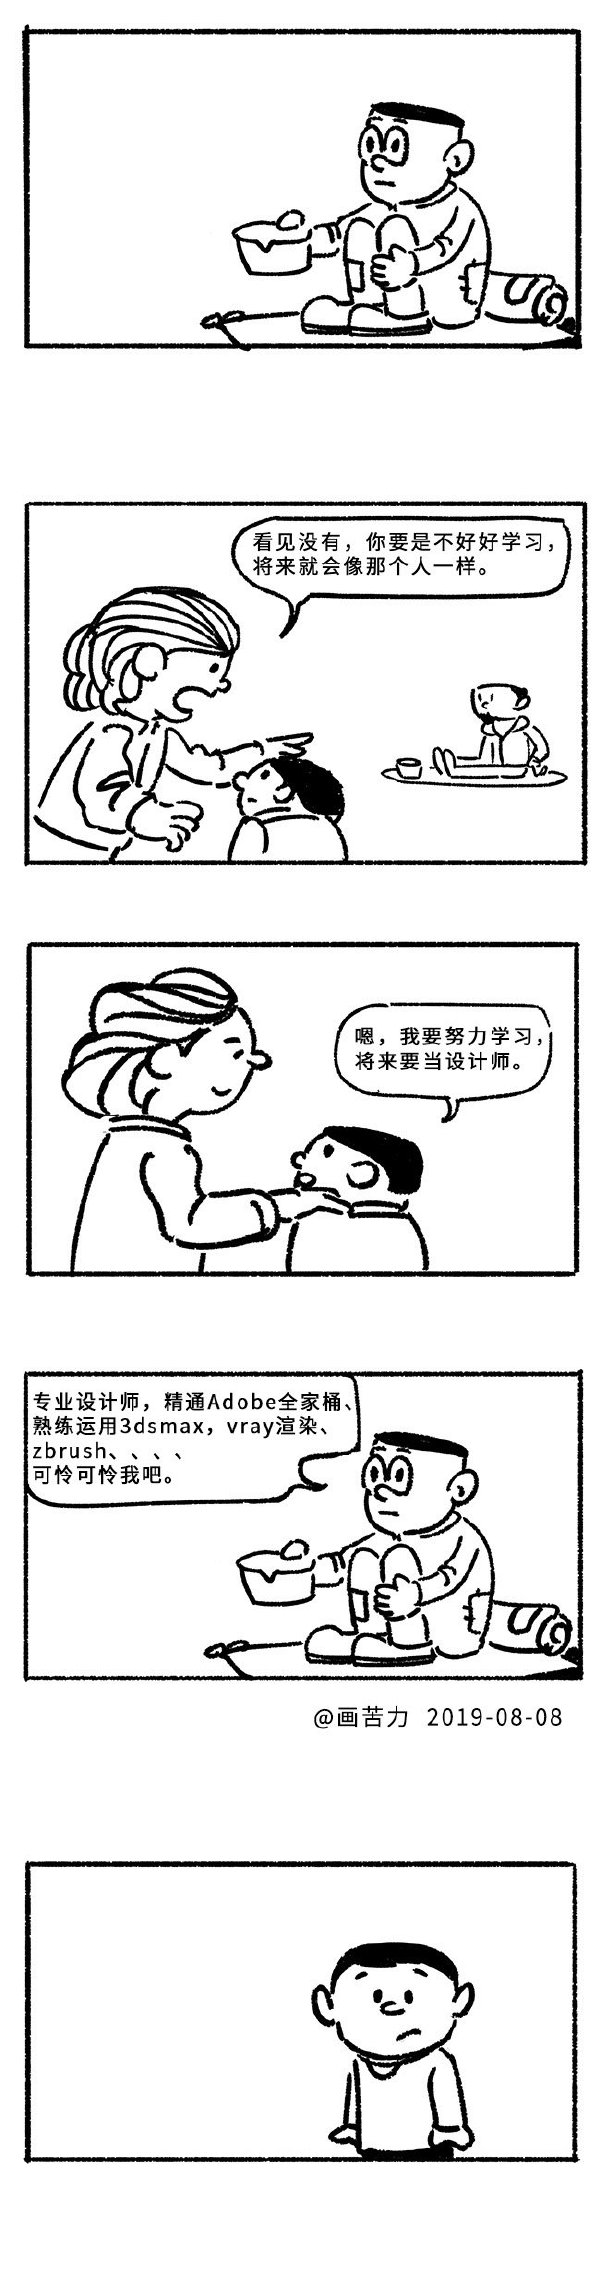 看见没有，你要是不好好学习，
将来就会像那个人一样。
嗯，我要努力学习，
将来要当设计师。
专业设计师，精通Adobe全家桶、
熟练运用3dsmax，vray渲染、
zbrush、、、、
可怜可怜我吧。
@画苦力 2019-08-08